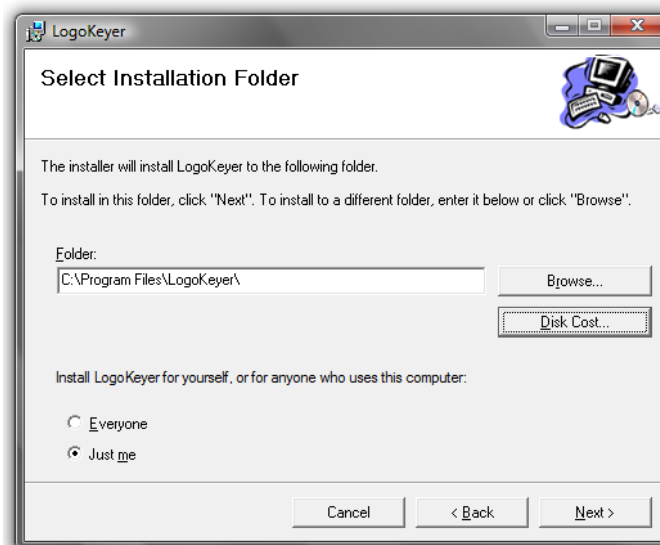 LogoKeyer
Select Installation Folder
The installer will install LogoKeyer to the following folder.
To install in this folder, click "Next". To install to a different folder, enter it below or click "Browse".
Folder:
C:\Program Files\LogoKeyer\
Browse...
Disk Cost...
Install LogoKeyer for yourself, or for anyone who uses this computer:
Everyone
Just me
Cancel
< Back
Next >